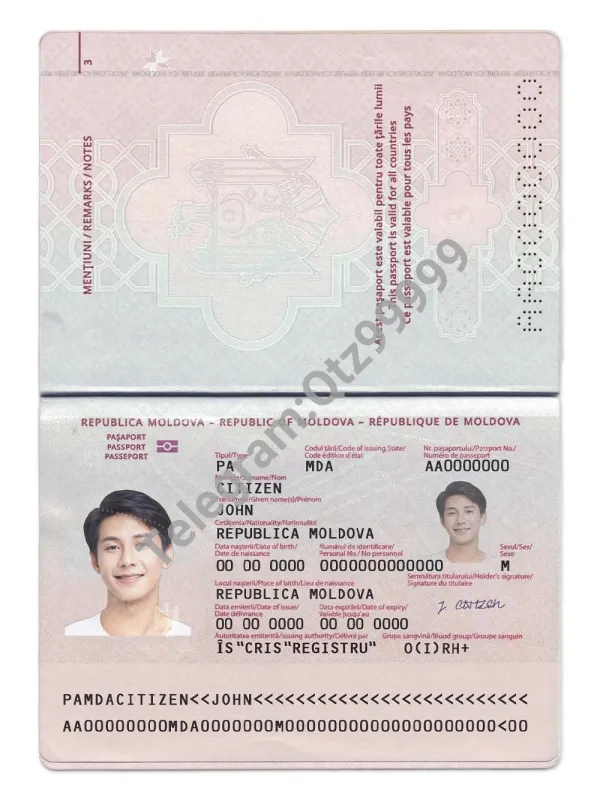 3
MENȚIUNI / REMARKS / NOTES
Acest pașaport este valabil pentru toate țările lumii
This passport is valid for all countries
Ce passeport est valable pour tous les pays
AA0000000
REPUBLICA MOLDOVA - REPUBLIC OF MOLDOVA - RÉPUBLIQUE DE MOLDOVA
PAȘAPORT
PASSPORT
PASSEPORT
Tipul/Type Codul țării/Code of issuing State/ Nr. pașaportului/Passport No./
Code édition d'état Numéro de passeport
PA MDA AA0000000
Numele/Surname/Nom
CITIZEN
Prenumele/Given name(s)/Prénom
JOHN
Cetățenia/Nationality/Nationalité
REPUBLICA MOLDOVA
Data nașterii/Date of birth/ Numărul de identificare/ Sexul/Sex/
Date de naissance Personal No./No personnel Sexe
00 00 0000 0000000000000 M
Locul nașterii/Place of birth/Lieu de naissance Semnătura titularului/Holder's signature/
Signature du titulaire
REPUBLICA MOLDOVA
J. Citizen
Data emiterii/Date of issue/ Data expirării/Date of expiry/
Date délivrance Valable jusqu'au
00 00 0000 00 00 0000
Autoritatea emitentă/Issuing authority/Délivré par Grupa sangvină/Blood group/Groupe sanguin
ÎS"CRIS"REGISTRU" O(I)RH+
PAMDACITIZEN<<JOHN<<<<<<<<<<<<<<<<<<<<<<<<<<
AA00000000MDA0000000M00000000000000000000<00
Telegram:Qtz99999